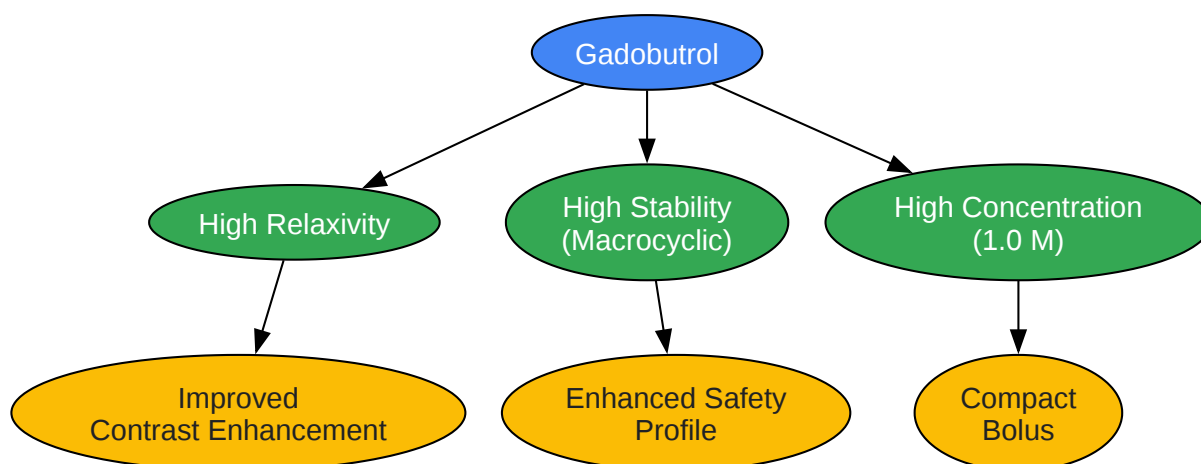 Gadobutrol
High Relaxivity
High Stability
(Macrocyclic)
High Concentration
(1.0 M)
Improved
Contrast Enhancement
Enhanced Safety
Profile
Compact
Bolus